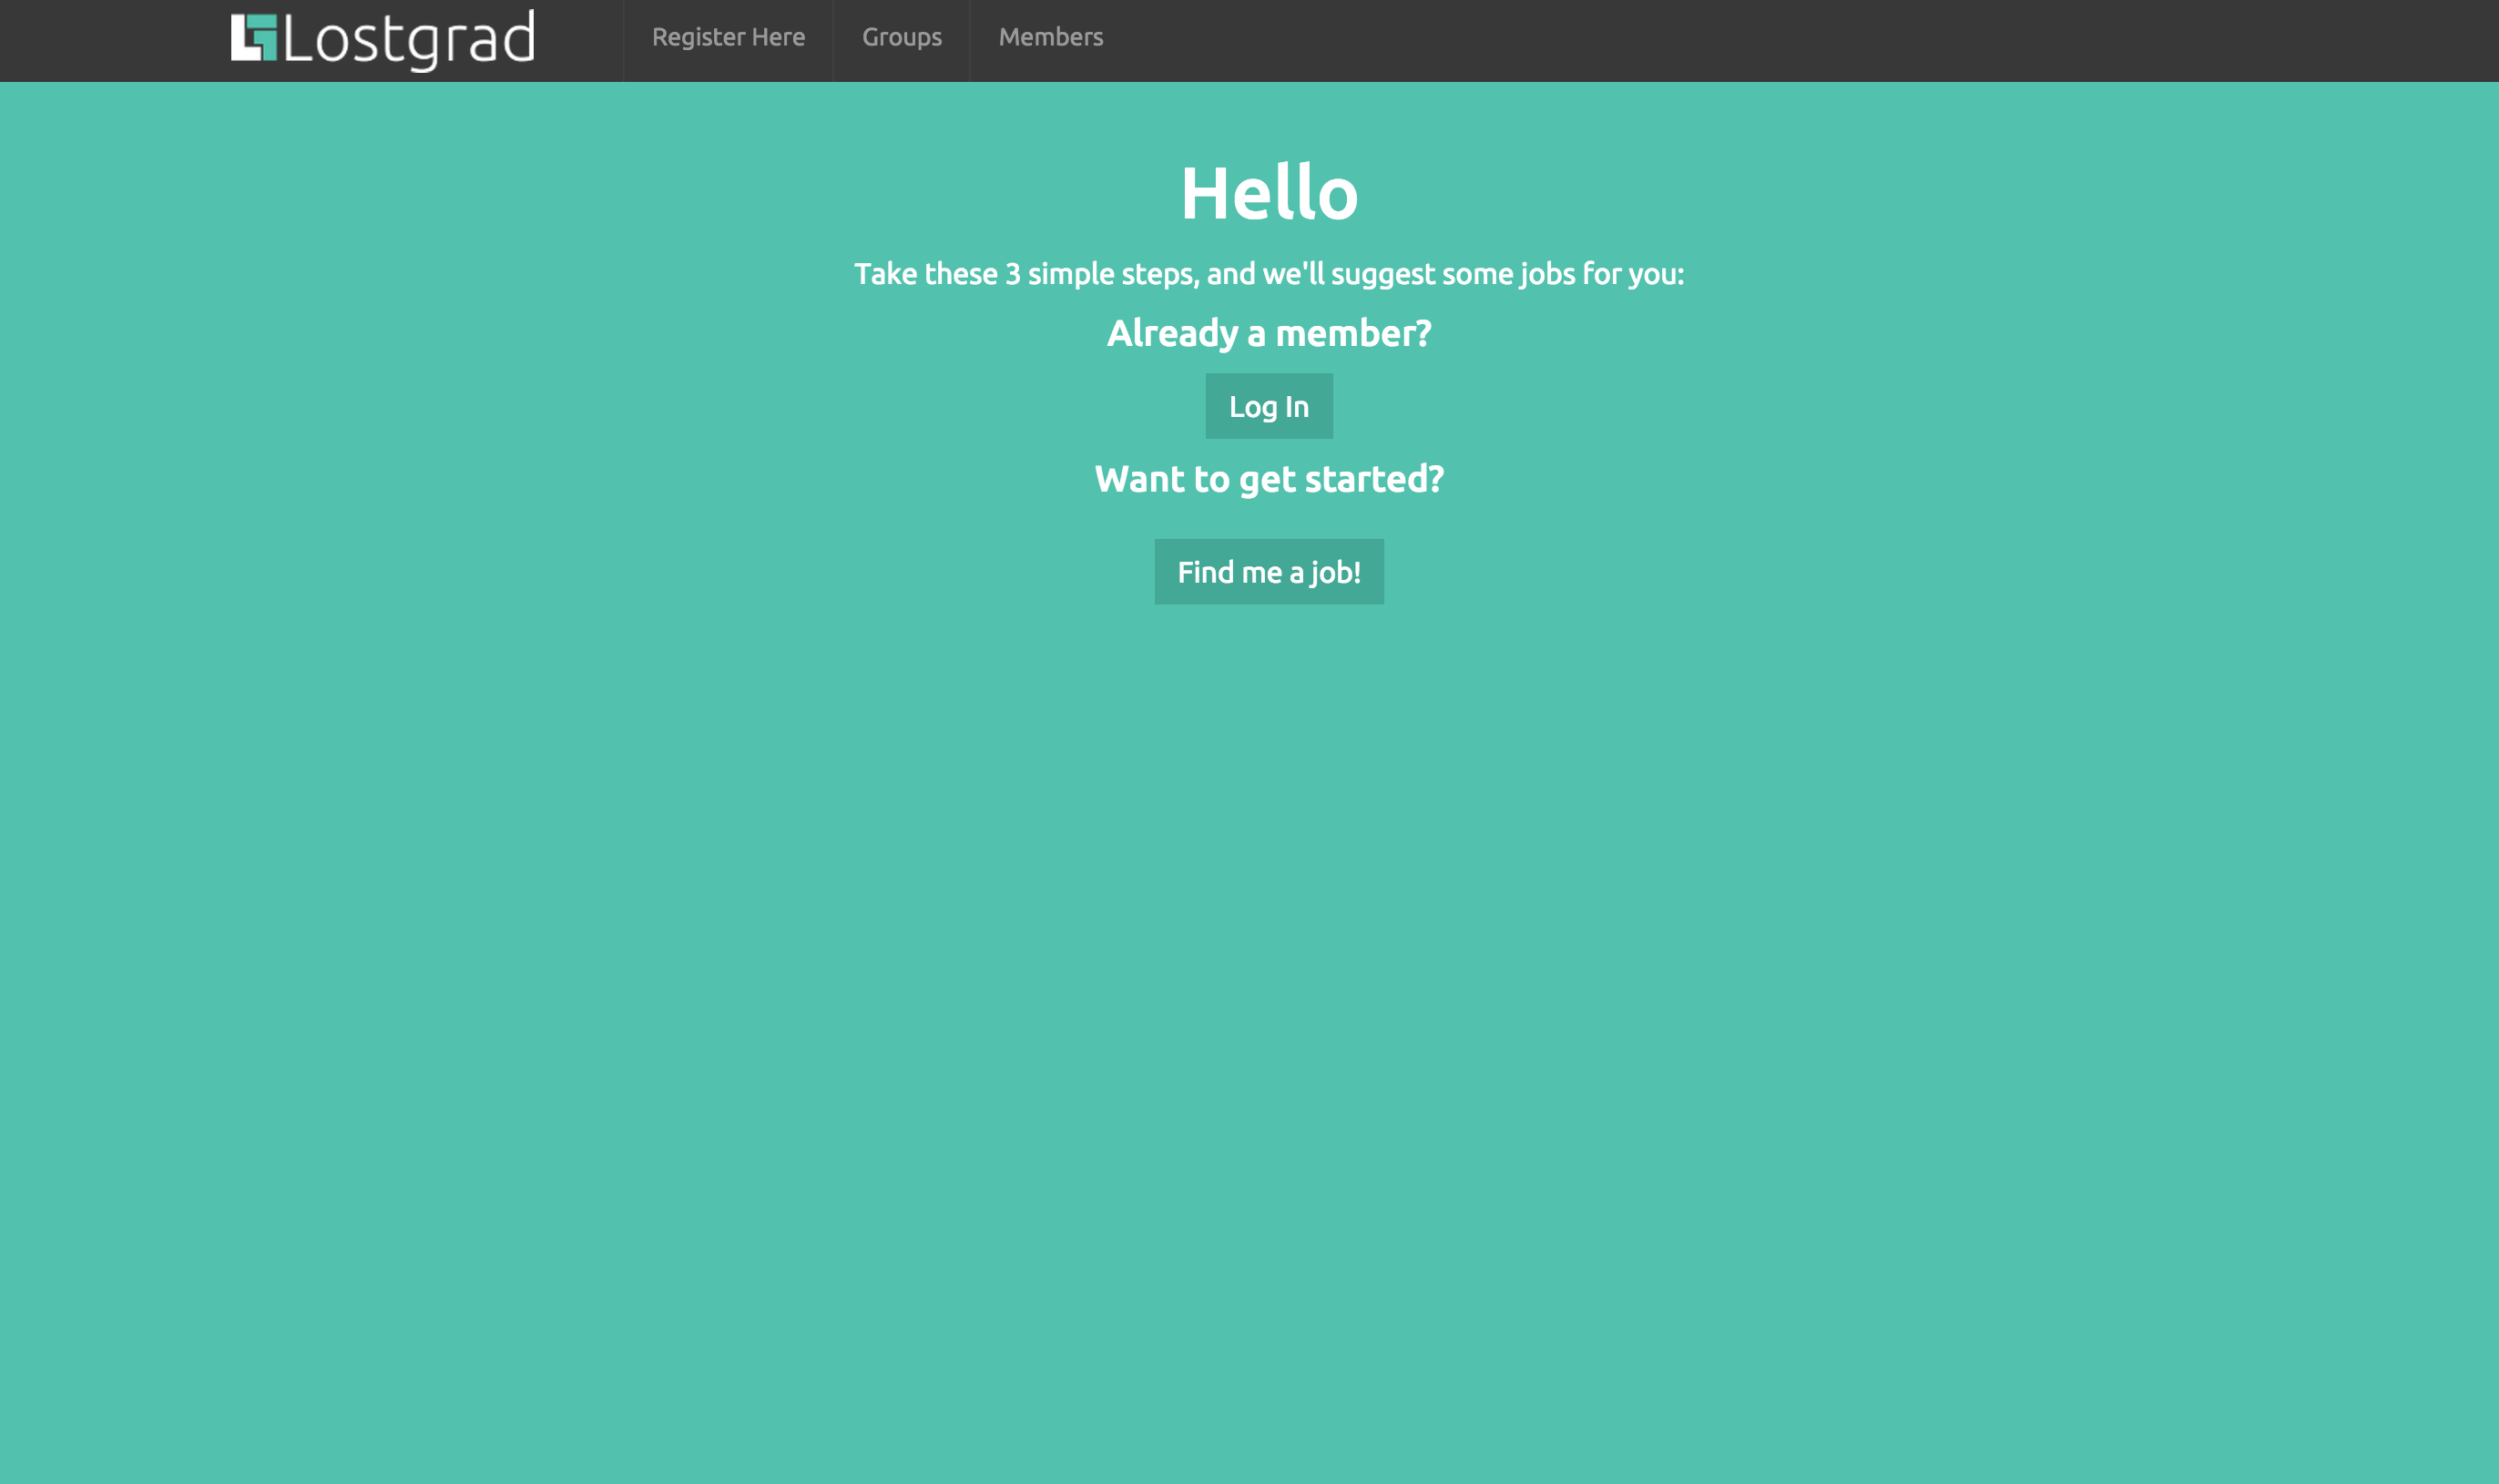 Lostgrad
Register Here
Groups
Members
Hello
Take these 3 simple steps, and we'll suggest some jobs for you:
Already a member?
Log In
Want to get started?
Find me a job!